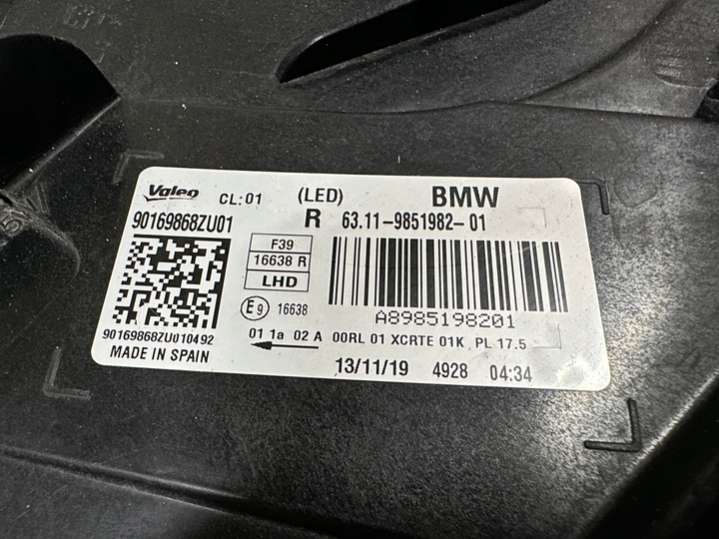 Valeo CL:01 (LED) BMW
90169868ZU01 R 63.11-9851982-01
F39
16638 R
LHD
E9 16638
A8985198201
90169868ZU010492
MADE IN SPAIN
01 1a 02 A 00RL 01 XCRTE 01K PL 17.5
13/11/19 4928 04:34